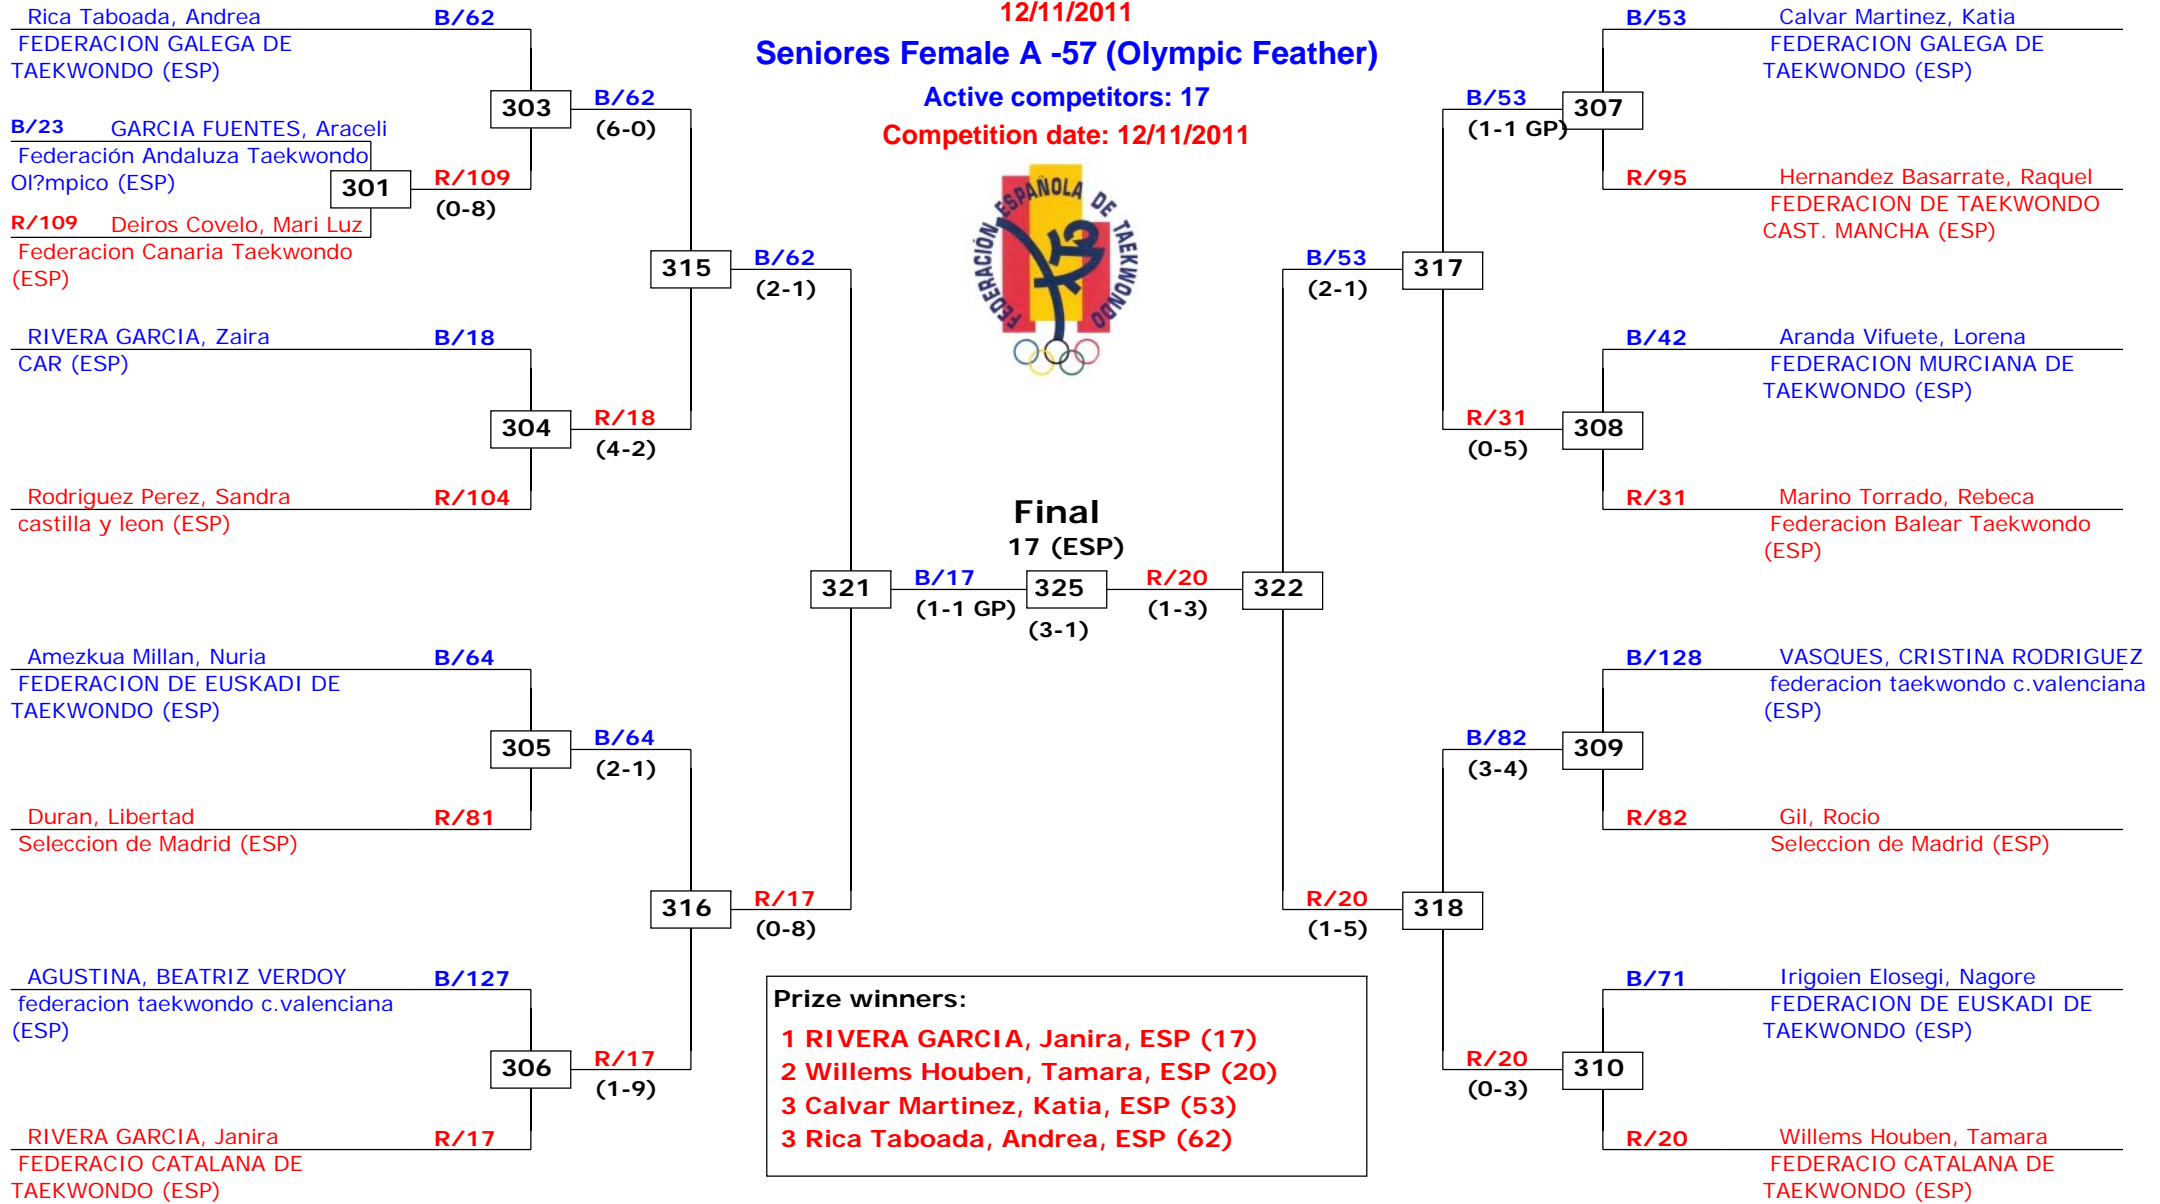 12/11/2011
Seniores Female A -57 (Olympic Feather)
Active competitors: 17
Competition date: 12/11/2011
FEDERACIÓN ESPAÑOLA DE TAEKWONDO
Rica Taboada, Andrea B/62
FEDERACION GALEGA DE
TAEKWONDO (ESP)
303
B/62
(6-0)
B/23 GARCIA FUENTES, Araceli
Federación Andaluza Taekwondo
Ol?mpico (ESP)
301
R/109
(0-8)
R/109 Deiros Covelo, Mari Luz
Federacion Canaria Taekwondo
(ESP)
315
B/62
(2-1)
RIVERA GARCIA, Zaira B/18
CAR (ESP)
304
R/18
(4-2)
Rodriguez Perez, Sandra R/104
castilla y leon (ESP)
Amezkua Millan, Nuria B/64
FEDERACION DE EUSKADI DE
TAEKWONDO (ESP)
305
B/64
(2-1)
Duran, Libertad R/81
Seleccion de Madrid (ESP)
316
R/17
(0-8)
AGUSTINA, BEATRIZ VERDOY B/127
federacion taekwondo c.valenciana
(ESP)
306
R/17
(1-9)
RIVERA GARCIA, Janira R/17
FEDERACIO CATALANA DE
TAEKWONDO (ESP)
Final
17 (ESP)
321
B/17
(1-1 GP)
325
(3-1)
R/20
(1-3)
322
B/53 Calvar Martinez, Katia
FEDERACION GALEGA DE
TAEKWONDO (ESP)
B/53
(1-1 GP)
307
R/95 Hernandez Basarrate, Raquel
FEDERACION DE TAEKWONDO
CAST. MANCHA (ESP)
B/53
(2-1)
317
B/42 Aranda Vifuete, Lorena
FEDERACION MURCIANA DE
TAEKWONDO (ESP)
R/31
(0-5)
308
R/31 Marino Torrado, Rebeca
Federacion Balear Taekwondo
(ESP)
B/128 VASQUES, CRISTINA RODRIGUEZ
federacion taekwondo c.valenciana
(ESP)
B/82
(3-4)
309
R/82 Gil, Rocio
Seleccion de Madrid (ESP)
R/20
(1-5)
318
B/71 Irigoien Elosegi, Nagore
FEDERACION DE EUSKADI DE
TAEKWONDO (ESP)
R/20
(0-3)
310
R/20 Willems Houben, Tamara
FEDERACIO CATALANA DE
TAEKWONDO (ESP)
Prize winners:
1 RIVERA GARCIA, Janira, ESP (17)
2 Willems Houben, Tamara, ESP (20)
3 Calvar Martinez, Katia, ESP (53)
3 Rica Taboada, Andrea, ESP (62)